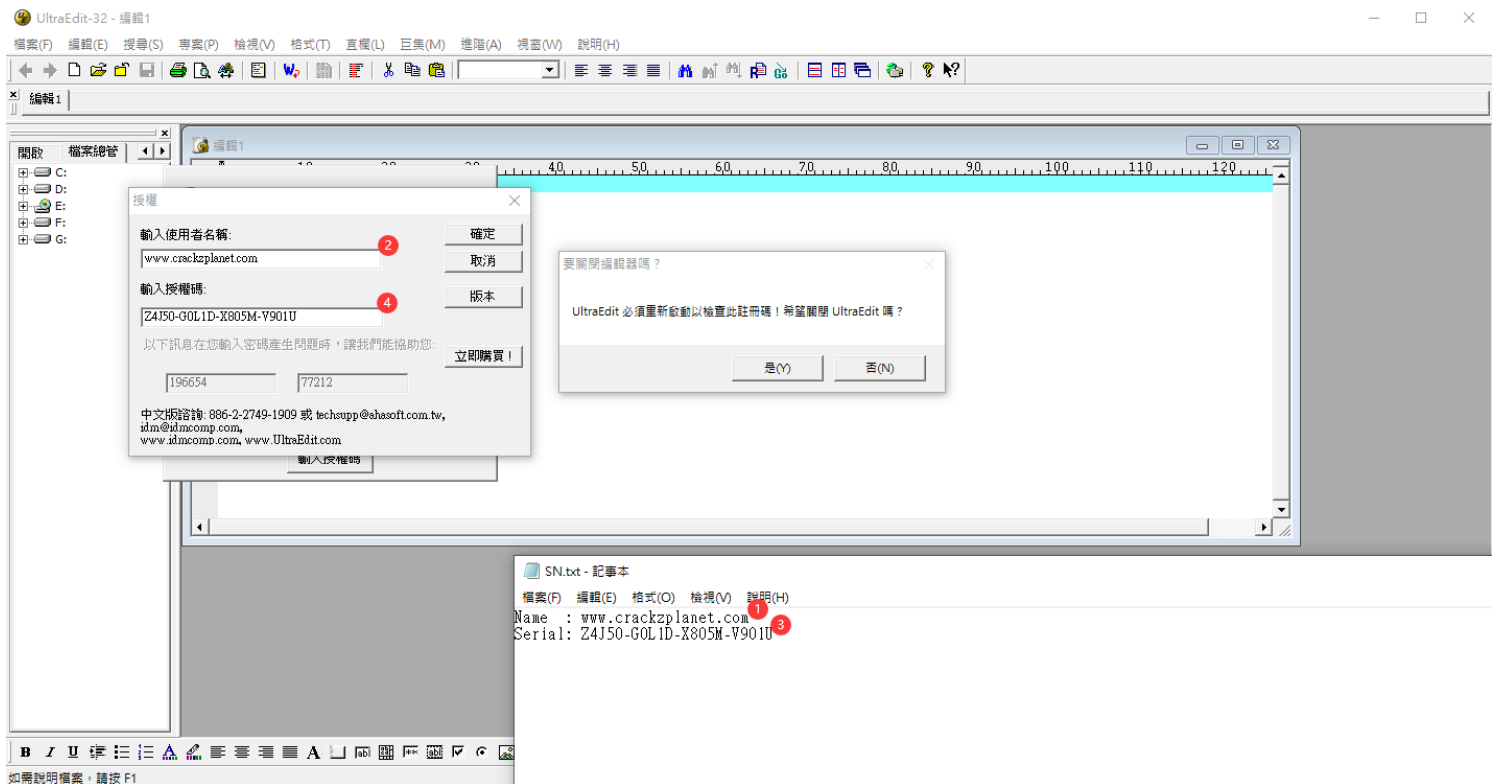 UltraEdit-32 - 編輯1
檔案(F) 編輯(E) 搜尋(S) 專案(P) 檢視(V) 格式(T) 直欄(L) 巨集(M) 進階(A) 視窗(W) 說明(H)
編輯1
開啟 檔案總管
C:
D:
E:
F:
G:
編輯1
40 50 60 70 80 90 100 110 120
授權
輸入使用者名稱:
2
確定
www.crackzplanet.com
取消
輸入授權碼:
4
版本
Z4J50-G0L1D-X805M-V901U
以下訊息在您輸入密碼產生問題時，讓我們能協助您:
立即購買！
196654 77212
中文版諮詢: 886-2-2749-1909 或 techsupp@ahasoft.com.tw,
idm@idmcomp.com,
www.idmcomp.com, www.UltraEdit.com
輸入授權碼
要關閉編輯器嗎？
UltraEdit 必須重新啟動以檢查此註冊碼！希望關閉 UltraEdit 嗎？
是(Y) 否(N)
SN.txt - 記事本
檔案(F) 編輯(E) 格式(O) 檢視(V) 說明(H)
Name : www.crackzplanet.com 1
Serial: Z4J50-G0L1D-X805M-V901U 3
如需說明檔案，請按 F1